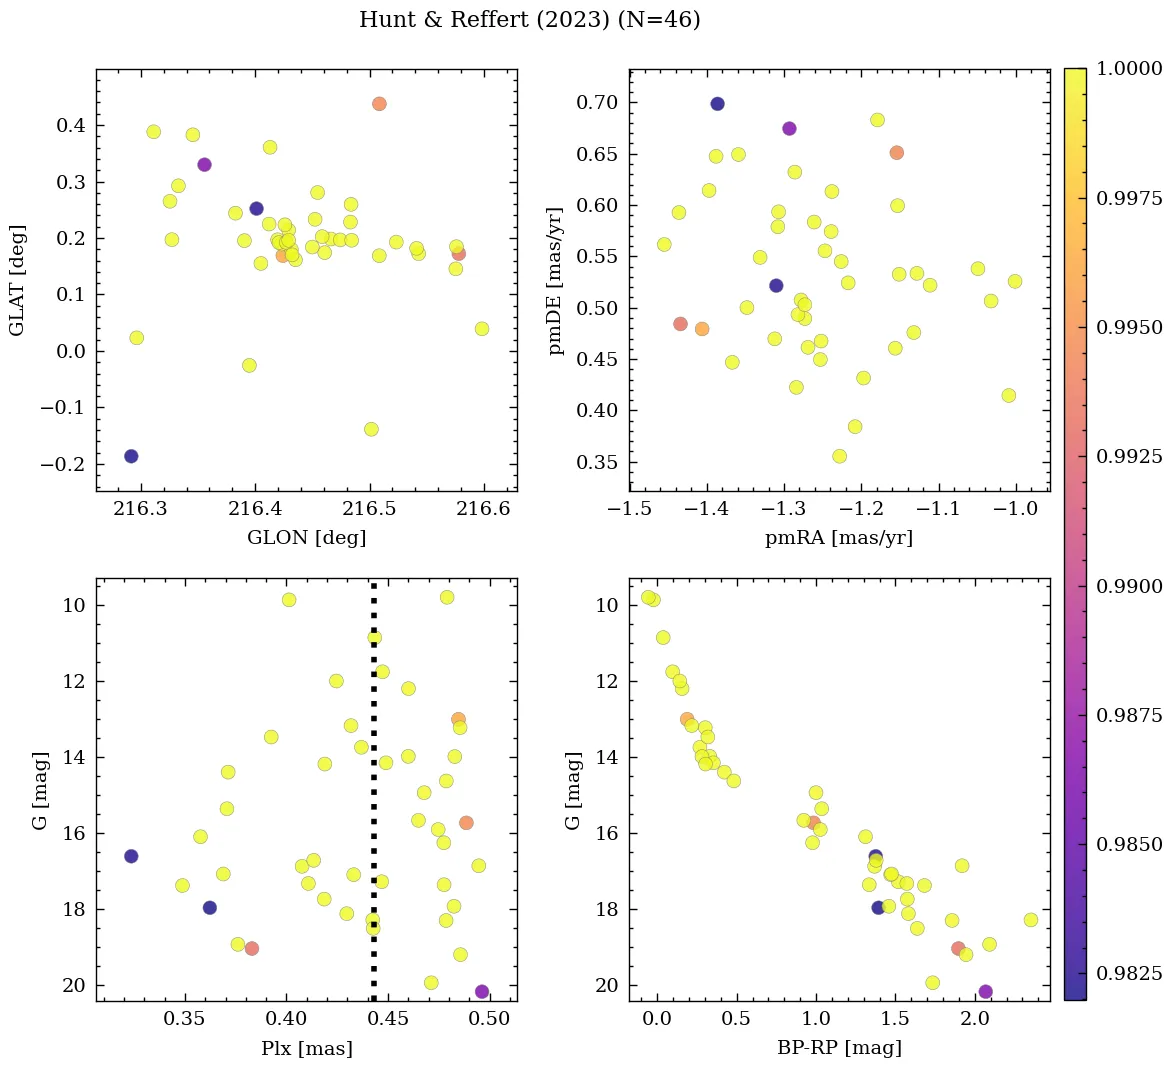 Hunt & Reffert (2023) (N=46)
0.4
0.3
0.2
0.1
0.0
−0.1
−0.2
GLAT [deg]
216.3 216.4 216.5 216.6
GLON [deg]
0.70
0.65
0.60
0.55
0.50
0.45
0.40
0.35
pmDE [mas/yr]
−1.5 −1.4 −1.3 −1.2 −1.1 −1.0
pmRA [mas/yr]
10
12
14
16
18
20
G [mag]
0.35 0.40 0.45 0.50
Plx [mas]
10
12
14
16
18
20
G [mag]
0.0 0.5 1.0 1.5 2.0
BP-RP [mag]
1.0000
0.9975
0.9950
0.9925
0.9900
0.9875
0.9850
0.9825